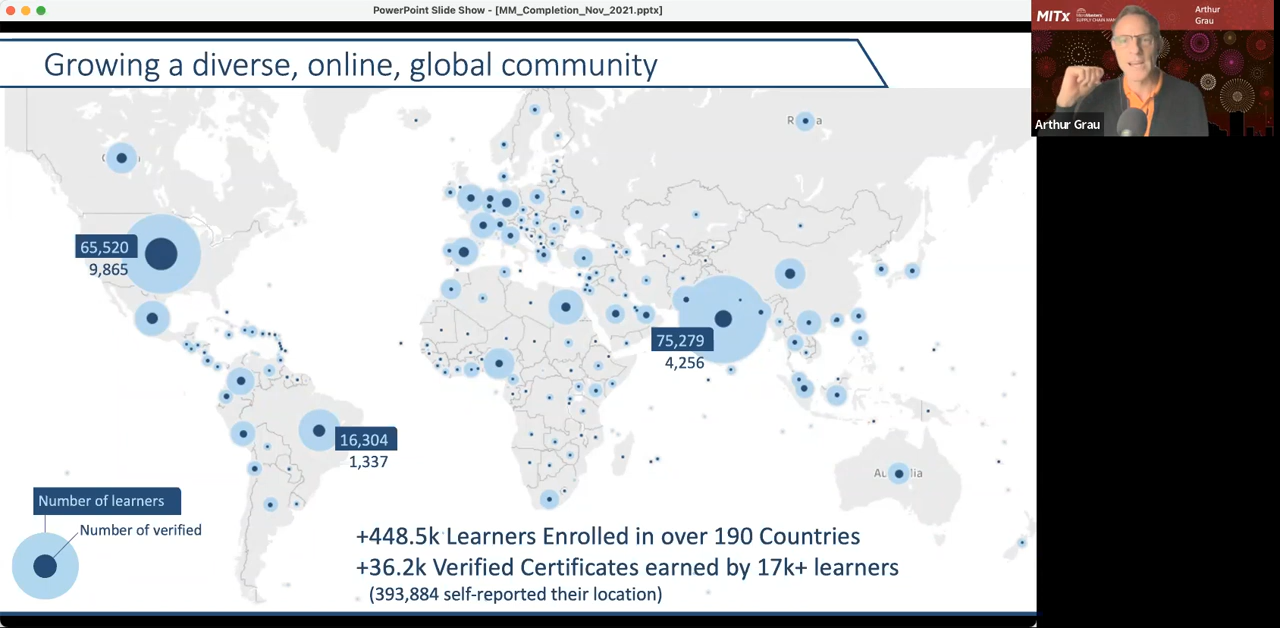 PowerPoint Slide Show - [MM_Completion_Nov_2021.pptx]
Growing a diverse, online, global community
65,520
9,865
75,279
4,256
16,304
1,337
Number of learners
Number of verified
+448.5k Learners Enrolled in over 190 Countries
+36.2k Verified Certificates earned by 17k+ learners
(393,884 self-reported their location)
MITx
Arthur
Grau
Arthur Grau